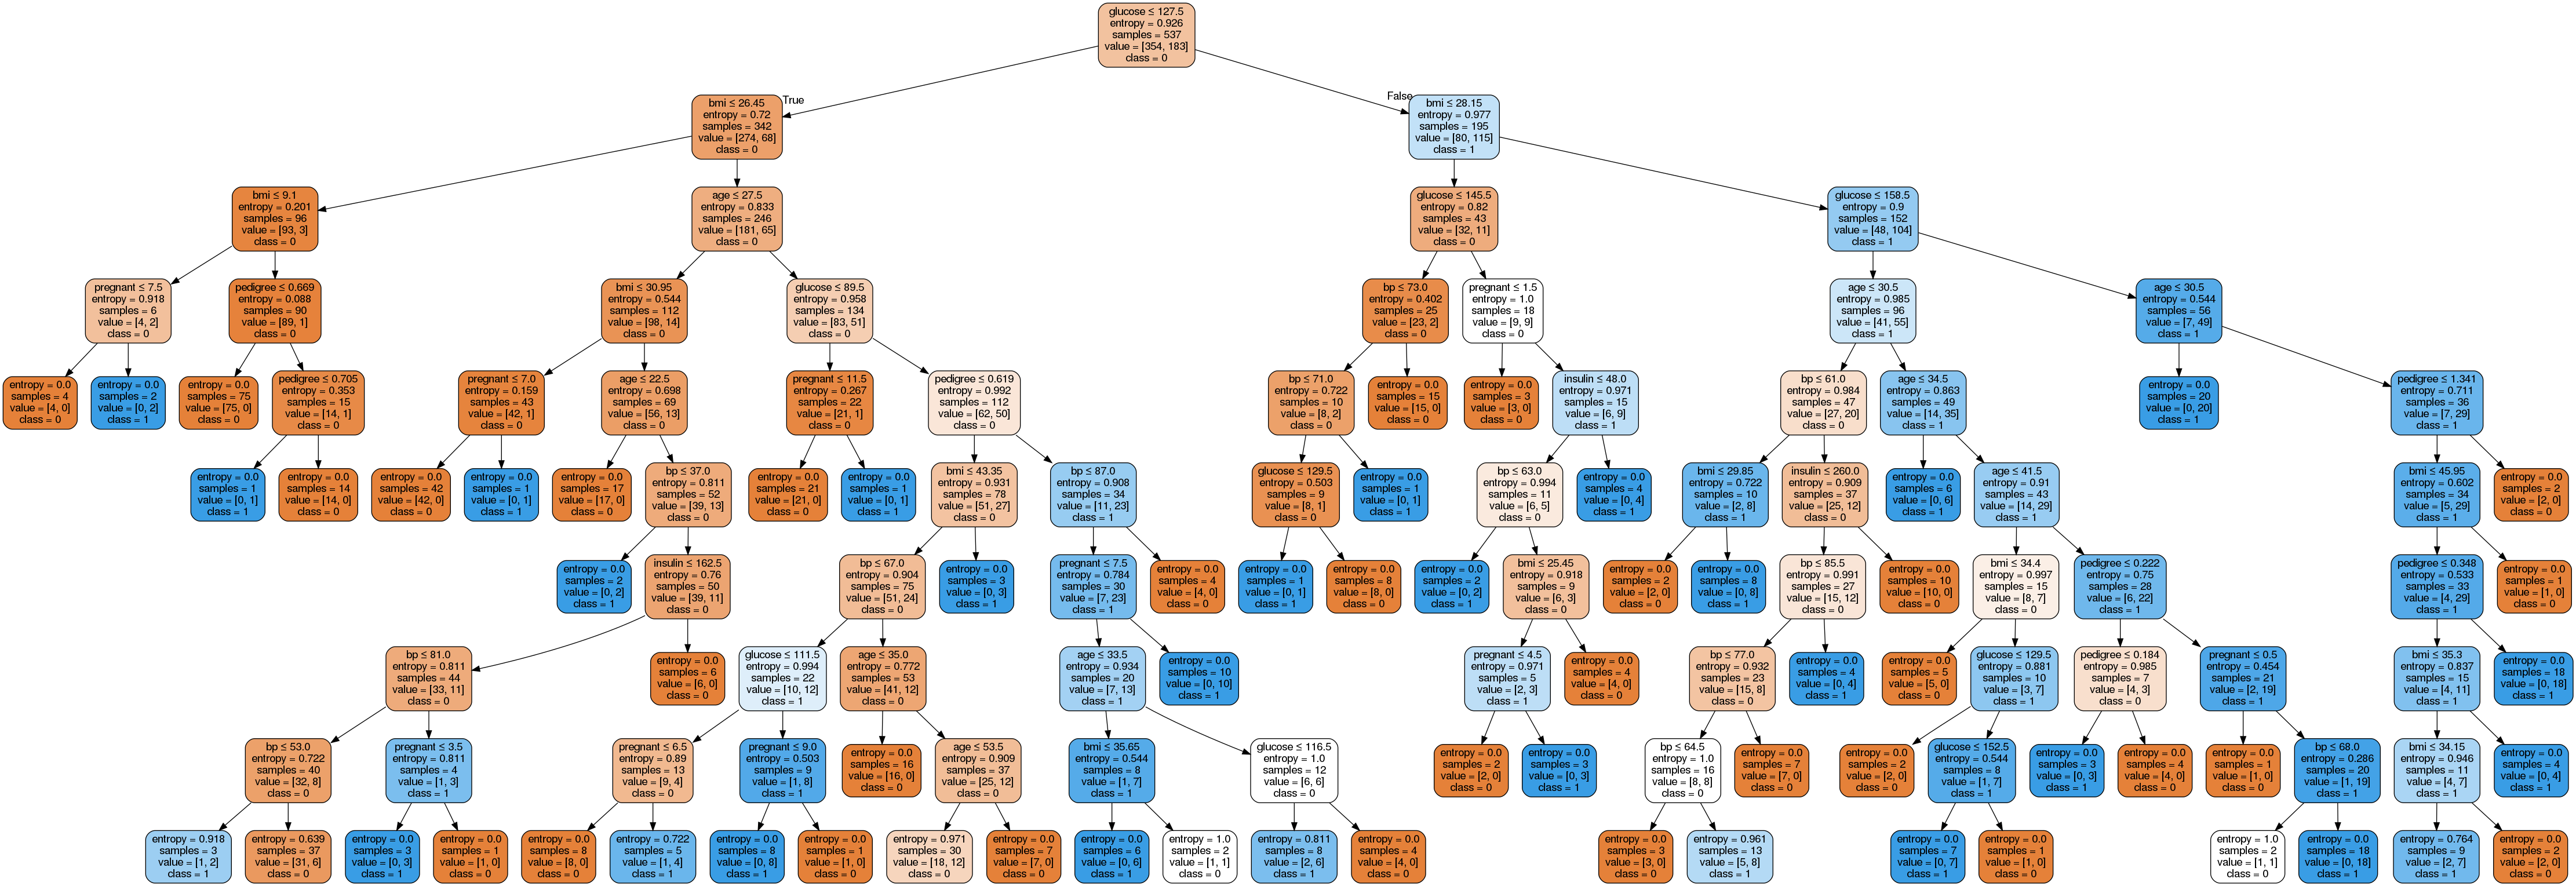 glucose ≤ 127.5
entropy = 0.926
samples = 537
value = [354, 183]
class = 0
True
False
bmi ≤ 26.45
entropy = 0.72
samples = 342
value = [274, 68]
class = 0
bmi ≤ 28.15
entropy = 0.977
samples = 195
value = [80, 115]
class = 1
bmi ≤ 9.1
entropy = 0.201
samples = 96
value = [93, 3]
class = 0
age ≤ 27.5
entropy = 0.833
samples = 246
value = [181, 65]
class = 0
glucose ≤ 145.5
entropy = 0.82
samples = 43
value = [32, 11]
class = 0
glucose ≤ 158.5
entropy = 0.9
samples = 152
value = [48, 104]
class = 1
pregnant ≤ 7.5
entropy = 0.918
samples = 6
value = [4, 2]
class = 0
pedigree ≤ 0.669
entropy = 0.088
samples = 90
value = [89, 1]
class = 0
bmi ≤ 30.95
entropy = 0.544
samples = 112
value = [98, 14]
class = 0
glucose ≤ 89.5
entropy = 0.958
samples = 134
value = [83, 51]
class = 0
bp ≤ 73.0
entropy = 0.402
samples = 25
value = [23, 2]
class = 0
pregnant ≤ 1.5
entropy = 1.0
samples = 18
value = [9, 9]
class = 0
age ≤ 30.5
entropy = 0.985
samples = 96
value = [41, 55]
class = 1
age ≤ 30.5
entropy = 0.544
samples = 56
value = [7, 49]
class = 1
entropy = 0.0
samples = 4
value = [4, 0]
class = 0
entropy = 0.0
samples = 2
value = [0, 2]
class = 1
entropy = 0.0
samples = 75
value = [75, 0]
class = 0
pedigree ≤ 0.705
entropy = 0.353
samples = 15
value = [14, 1]
class = 0
pregnant ≤ 7.0
entropy = 0.159
samples = 43
value = [42, 1]
class = 0
age ≤ 22.5
entropy = 0.698
samples = 69
value = [56, 13]
class = 0
pregnant ≤ 11.5
entropy = 0.267
samples = 22
value = [21, 1]
class = 0
pedigree ≤ 0.619
entropy = 0.992
samples = 112
value = [62, 50]
class = 0
bp ≤ 71.0
entropy = 0.722
samples = 10
value = [8, 2]
class = 0
entropy = 0.0
samples = 15
value = [15, 0]
class = 0
entropy = 0.0
samples = 3
value = [3, 0]
class = 0
insulin ≤ 48.0
entropy = 0.971
samples = 15
value = [6, 9]
class = 1
bp ≤ 61.0
entropy = 0.984
samples = 47
value = [27, 20]
class = 0
age ≤ 34.5
entropy = 0.863
samples = 49
value = [14, 35]
class = 1
entropy = 0.0
samples = 20
value = [0, 20]
class = 1
pedigree ≤ 1.341
entropy = 0.711
samples = 36
value = [7, 29]
class = 1
entropy = 0.0
samples = 1
value = [0, 1]
class = 1
entropy = 0.0
samples = 14
value = [14, 0]
class = 0
entropy = 0.0
samples = 42
value = [42, 0]
class = 0
entropy = 0.0
samples = 1
value = [0, 1]
class = 1
entropy = 0.0
samples = 17
value = [17, 0]
class = 0
bp ≤ 37.0
entropy = 0.811
samples = 52
value = [39, 13]
class = 0
entropy = 0.0
samples = 21
value = [21, 0]
class = 0
entropy = 0.0
samples = 1
value = [0, 1]
class = 1
bmi ≤ 43.35
entropy = 0.931
samples = 78
value = [51, 27]
class = 0
bp ≤ 87.0
entropy = 0.908
samples = 34
value = [11, 23]
class = 1
glucose ≤ 129.5
entropy = 0.503
samples = 9
value = [8, 1]
class = 0
entropy = 0.0
samples = 1
value = [0, 1]
class = 1
bp ≤ 63.0
entropy = 0.994
samples = 11
value = [6, 5]
class = 0
entropy = 0.0
samples = 4
value = [0, 4]
class = 1
bmi ≤ 29.85
entropy = 0.722
samples = 10
value = [2, 8]
class = 1
insulin ≤ 260.0
entropy = 0.909
samples = 37
value = [25, 12]
class = 0
entropy = 0.0
samples = 6
value = [0, 6]
class = 1
age ≤ 41.5
entropy = 0.91
samples = 43
value = [14, 29]
class = 1
bmi ≤ 45.95
entropy = 0.602
samples = 34
value = [5, 29]
class = 1
entropy = 0.0
samples = 2
value = [2, 0]
class = 0
entropy = 0.0
samples = 2
value = [0, 2]
class = 1
insulin ≤ 162.5
entropy = 0.76
samples = 50
value = [39, 11]
class = 0
bp ≤ 67.0
entropy = 0.904
samples = 75
value = [51, 24]
class = 0
entropy = 0.0
samples = 3
value = [0, 3]
class = 1
pregnant ≤ 7.5
entropy = 0.784
samples = 30
value = [7, 23]
class = 1
entropy = 0.0
samples = 4
value = [4, 0]
class = 0
entropy = 0.0
samples = 1
value = [0, 1]
class = 1
entropy = 0.0
samples = 8
value = [8, 0]
class = 0
entropy = 0.0
samples = 2
value = [0, 2]
class = 1
bmi ≤ 25.45
entropy = 0.918
samples = 9
value = [6, 3]
class = 0
entropy = 0.0
samples = 2
value = [2, 0]
class = 0
entropy = 0.0
samples = 8
value = [0, 8]
class = 1
bp ≤ 85.5
entropy = 0.991
samples = 27
value = [15, 12]
class = 0
entropy = 0.0
samples = 10
value = [10, 0]
class = 0
bmi ≤ 34.4
entropy = 0.997
samples = 15
value = [8, 7]
class = 0
pedigree ≤ 0.222
entropy = 0.75
samples = 28
value = [6, 22]
class = 1
pedigree ≤ 0.348
entropy = 0.533
samples = 33
value = [4, 29]
class = 1
entropy = 0.0
samples = 1
value = [1, 0]
class = 0
bp ≤ 81.0
entropy = 0.811
samples = 44
value = [33, 11]
class = 0
entropy = 0.0
samples = 6
value = [6, 0]
class = 0
glucose ≤ 111.5
entropy = 0.994
samples = 22
value = [10, 12]
class = 1
age ≤ 35.0
entropy = 0.772
samples = 53
value = [41, 12]
class = 0
age ≤ 33.5
entropy = 0.934
samples = 20
value = [7, 13]
class = 1
entropy = 0.0
samples = 10
value = [0, 10]
class = 1
pregnant ≤ 4.5
entropy = 0.971
samples = 5
value = [2, 3]
class = 1
entropy = 0.0
samples = 4
value = [4, 0]
class = 0
bp ≤ 77.0
entropy = 0.932
samples = 23
value = [15, 8]
class = 0
entropy = 0.0
samples = 4
value = [0, 4]
class = 1
entropy = 0.0
samples = 5
value = [5, 0]
class = 0
glucose ≤ 129.5
entropy = 0.881
samples = 10
value = [3, 7]
class = 1
pedigree ≤ 0.184
entropy = 0.985
samples = 7
value = [4, 3]
class = 0
pregnant ≤ 0.5
entropy = 0.454
samples = 21
value = [2, 19]
class = 1
bmi ≤ 35.3
entropy = 0.837
samples = 15
value = [4, 11]
class = 1
entropy = 0.0
samples = 18
value = [0, 18]
class = 1
bp ≤ 53.0
entropy = 0.722
samples = 40
value = [32, 8]
class = 0
pregnant ≤ 3.5
entropy = 0.811
samples = 4
value = [1, 3]
class = 1
pregnant ≤ 6.5
entropy = 0.89
samples = 13
value = [9, 4]
class = 0
pregnant ≤ 9.0
entropy = 0.503
samples = 9
value = [1, 8]
class = 1
entropy = 0.0
samples = 16
value = [16, 0]
class = 0
age ≤ 53.5
entropy = 0.909
samples = 37
value = [25, 12]
class = 0
bmi ≤ 35.65
entropy = 0.544
samples = 8
value = [1, 7]
class = 1
glucose ≤ 116.5
entropy = 1.0
samples = 12
value = [6, 6]
class = 0
entropy = 0.0
samples = 2
value = [2, 0]
class = 0
entropy = 0.0
samples = 3
value = [0, 3]
class = 1
bp ≤ 64.5
entropy = 1.0
samples = 16
value = [8, 8]
class = 0
entropy = 0.0
samples = 7
value = [7, 0]
class = 0
entropy = 0.0
samples = 2
value = [2, 0]
class = 0
glucose ≤ 152.5
entropy = 0.544
samples = 8
value = [1, 7]
class = 1
entropy = 0.0
samples = 3
value = [0, 3]
class = 1
entropy = 0.0
samples = 4
value = [4, 0]
class = 0
entropy = 0.0
samples = 1
value = [1, 0]
class = 0
bp ≤ 68.0
entropy = 0.286
samples = 20
value = [1, 19]
class = 1
bmi ≤ 34.15
entropy = 0.946
samples = 11
value = [4, 7]
class = 1
entropy = 0.0
samples = 4
value = [0, 4]
class = 1
entropy = 0.918
samples = 3
value = [1, 2]
class = 1
entropy = 0.639
samples = 37
value = [31, 6]
class = 0
entropy = 0.0
samples = 3
value = [0, 3]
class = 1
entropy = 0.0
samples = 1
value = [1, 0]
class = 0
entropy = 0.0
samples = 8
value = [8, 0]
class = 0
entropy = 0.722
samples = 5
value = [1, 4]
class = 1
entropy = 0.0
samples = 8
value = [0, 8]
class = 1
entropy = 0.0
samples = 1
value = [1, 0]
class = 0
entropy = 0.971
samples = 30
value = [18, 12]
class = 0
entropy = 0.0
samples = 7
value = [7, 0]
class = 0
entropy = 0.0
samples = 6
value = [0, 6]
class = 1
entropy = 1.0
samples = 2
value = [1, 1]
class = 0
entropy = 0.811
samples = 8
value = [2, 6]
class = 1
entropy = 0.0
samples = 4
value = [4, 0]
class = 0
entropy = 0.0
samples = 3
value = [3, 0]
class = 0
entropy = 0.961
samples = 13
value = [5, 8]
class = 1
entropy = 0.0
samples = 7
value = [0, 7]
class = 1
entropy = 0.0
samples = 1
value = [1, 0]
class = 0
entropy = 1.0
samples = 2
value = [1, 1]
class = 0
entropy = 0.0
samples = 18
value = [0, 18]
class = 1
entropy = 0.764
samples = 9
value = [2, 7]
class = 1
entropy = 0.0
samples = 2
value = [2, 0]
class = 0